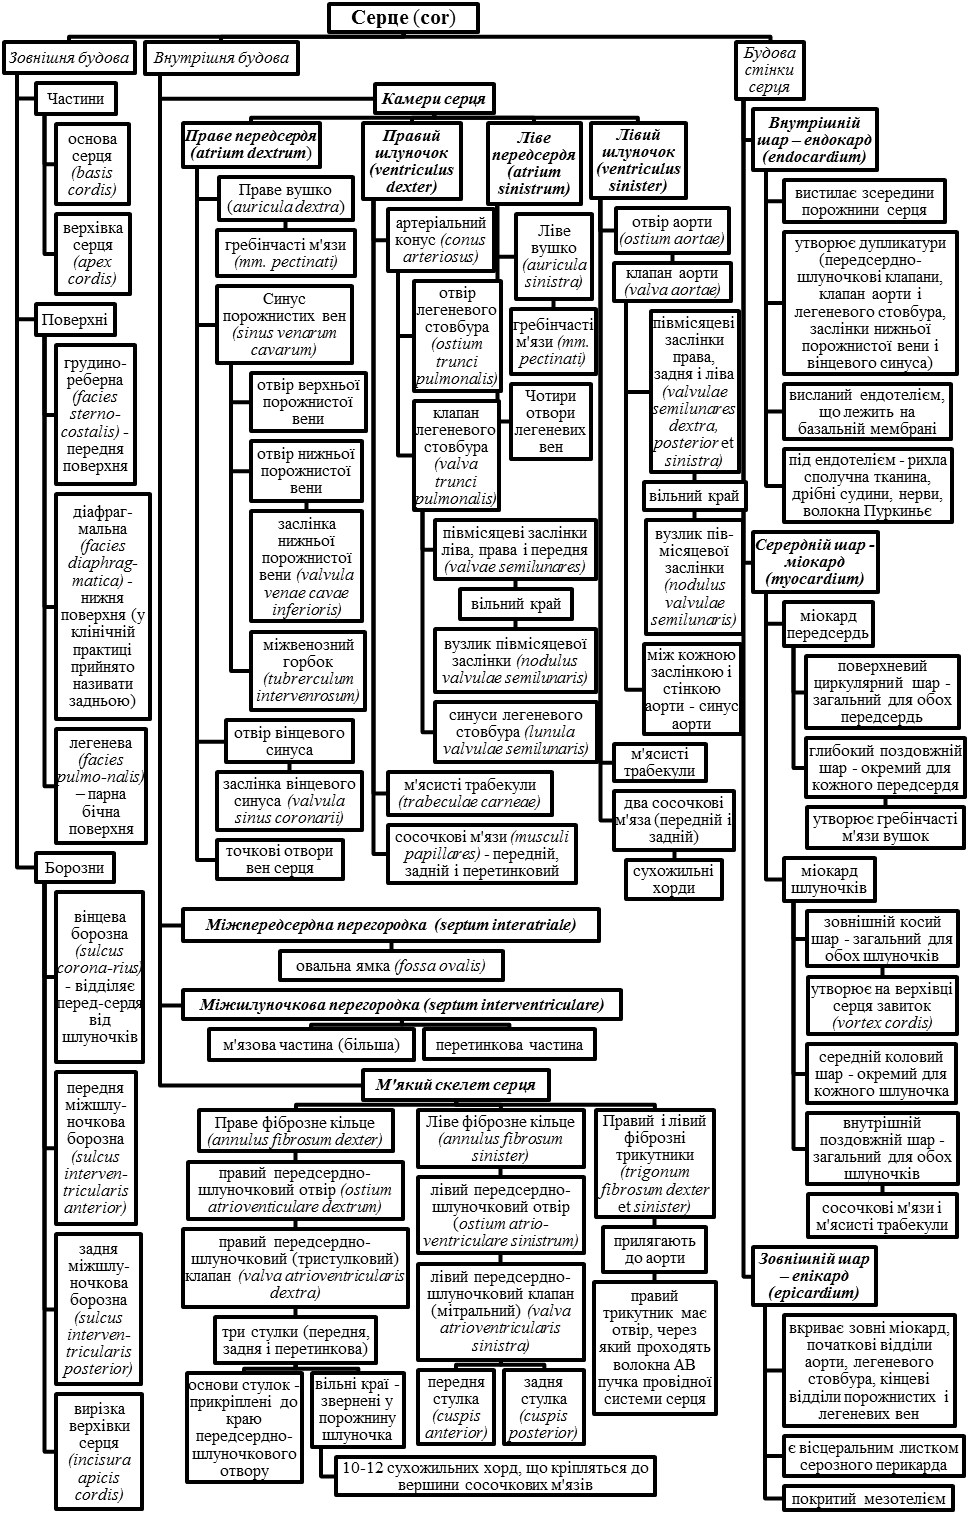 Серце (cor)
Зовнішня будова
Частини
основа
серця
(basis
cordis)
верхівка
серця
(apex
cordis)
Поверхні
грудино-
реберна
(facies
sterno-
costalis) -
передня
поверхня
діафраг-
мальна
(facies
diaphrag-
matica) -
нижня
поверхня (у
клінічній
практиці
прийнято
називати
задньою)
легенева
(facies
pulmo-nalis)
– парна
бічна
поверхня
Борозни
вінцева
борозна
(sulcus
corona-rius)
- відділяє
перед-сердя
від
шлуночків
передня
міжшлу-
ночкова
борозна
(sulcus
interven-
tricularis
anterior)
задня
міжшлу-
ночкова
борозна
(sulcus
interven-
tricularis
posterior)
вирізка
верхівки
серця
(incisura
apicis
cordis)
Внутрішня будова
Камери серця
Праве передсердя
(atrium dextrum)
Праве вушко
(auricula dextra)
гребінчасті м'язи
(mm. pectinati)
Синус
порожнистих вен
(sinus venarum
cavarum)
отвір верхньої
порожнистої
вени
отвір нижньої
порожнистої
вени
заслінка
нижньої
порожнистої
вени (valvula
venae cavae
inferioris)
міжвенозний
горбок
(tubrerculum
intervenrosum)
отвір вінцевого
синуса
заслінка вінцевого
синуса (valvula
sinus coronarii)
точкові отвори
вен серця
Правий
шлуночок
(ventriculus
dexter)
артеріальний
конус (conus
arteriosus)
отвір
легеневого
стовбура
(ostium
trunci
pulmonalis)
клапан
легеневого
стовбура
(valva
trunci
pulmonalis)
півмісяцеві заслінки
ліва, права і передня
(valvae semilunares)
вільний край
вузлик півмісяцевої
заслінки (nodulus
valvulae semilunaris)
синуси легеневого
стовбура (lunula
valvulae semilunaris)
м'ясисті трабекули
(trabeculae carneae)
сосочкові м'язи (musculi
papillares) - передній,
задній і перетинковий
Ліве
передсердя
(atrium
sinistrum)
Ліве
вушко
(auricula
sinistra)
гребінчасті
м'язи (mm.
pectinati)
Чотири
отвори
легеневих
вен
Лівий
шлуночок
(ventriculus
sinister)
отвір аорти
(ostium aortae)
клапан аорти
(valva aortae)
півмісяцеві
заслінки
права,
задня і ліва
(valvulae
semilunares
dextra,
posterior et
sinistra)
вільний край
вузлик пів-
місяцевої
заслінки
(nodulus
valvulae
semilunaris)
між кожною
заслінкою і
стінкою
аорти - синус
аорти
м'ясисті
трабекули
два сосочкові
м'яза (передній і
задній)
сухожильні
хорди
Міжпередсердна перегородка (septum interatriale)
овальна ямка (fossa ovalis)
Міжшлуночкова перегородка (septum interventriculare)
м'язова частина (більша)
перетинкова частина
М'який скелет серця
Праве фіброзне кільце
(annulus fibrosum dexter)
правий передсердно-
шлуночковий отвір (ostium
atrioventiculare dextrum)
правий передсердно-
шлуночковий (тристулковий)
клапан (valva atrioventricularis
dextra)
три стулки (передня,
задня і перетинкова)
основи стулок -
прикріплені до
краю
передсердно-
шлуночкового
отвору
вільні краї -
звернені у
порожнину
шлуночка
10-12 сухожильних хорд, що кріпляться до
вершини сосочкових м'язів
Ліве фіброзне кільце
(annulus fibrosum
sinister)
лівий передсердно-
шлуночковий отвір
(ostium atrio-
ventriculare sinistrum)
лівий передсердно-
шлуночковий клапан
(мітральний) (valva
atrioventricularis
sinistra)
передня
стулка
(cuspis
anterior)
задня
стулка
(cuspis
posterior)
Правий і лівий
фіброзні
трикутники
(trigonum
fibrosum dexter
et sinister)
прилягають
до аорти
правий
трикутник має
отвір, через
який проходять
волокна АВ
пучка провідної
системи серця
Будова
стінки
серця
Внутрішній
шар – ендокард
(endocardium)
вистилає зсередини
порожнини серця
утворює дупликатури
(передсердно-
шлуночкові клапани,
клапан аорти і
легеневого стовбура,
заслінки нижньої
порожнистої вени і
вінцевого синуса)
висланий ендотелієм,
що лежить на
базальній мембрані
під ендотелієм - рихла
сполучна тканина,
дрібні судини, нерви,
волокна Пуркиньє
Серердній шар -
міокард
(myocardium)
міокард
передсердь
поверхневий
циркулярний шар -
загальний для обох
передсердь
глибокий поздовжній
шар - окремий для
кожного передсердя
утворює гребінчасті
м'язи вушок
міокард
шлуночків
зовнішній косий
шар - загальний для
обох шлуночків
утворює на верхівці
серця завиток
(vortex cordis)
середній коловий
шар - окремий для
кожного шлуночка
внутрішній
поздовжній шар -
загальний для обох
шлуночків
сосочкові м'язи і
м'ясисті трабекули
Зовнішній шар
– епікард
(epicardium)
вкриває зовні міокард,
початкові відділи
аорти, легеневого
стовбура, кінцеві
відділи порожнистих і
легеневих вен
є вісцеральним листком
серозного перикарда
покритий мезотелієм